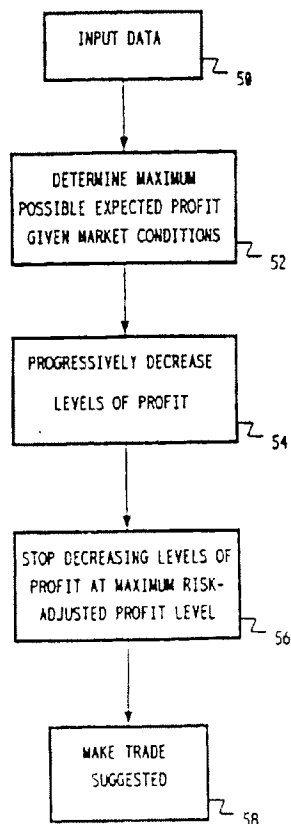 INPUT DATA
50
DETERMINE MAXIMUM
POSSIBLE EXPECTED PROFIT
GIVEN MARKET CONDITIONS
52
PROGRESSIVELY DECREASE
LEVELS OF PROFIT
54
STOP DECREASING LEVELS OF
PROFIT AT MAXIMUM RISK-
ADJUSTED PROFIT LEVEL
56
MAKE TRADE
SUGGESTED
58